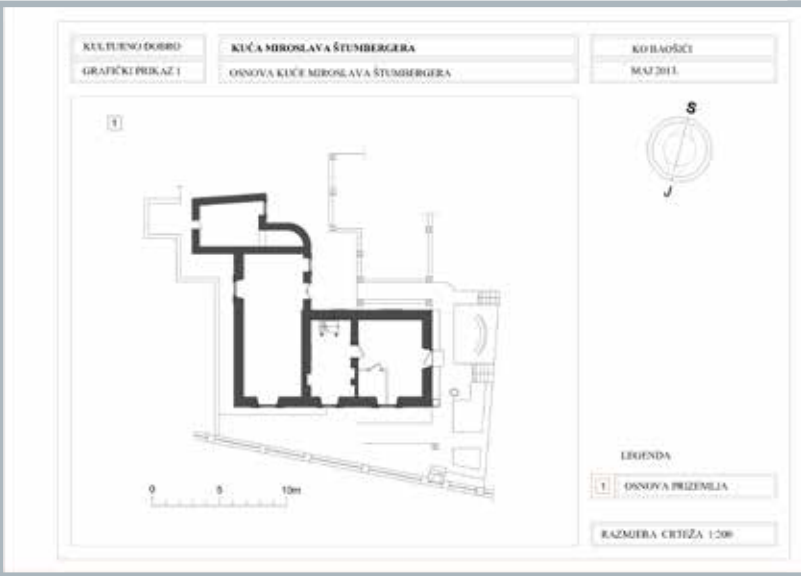 KULTURNO DOBRO
GRAFIČKI PRIKAZ 1
KUĆA MIROSLAVA ŠTUMBERGERA
OSNOVA KUĆE MIROSLAVA ŠTUMBERGERA
KO BAOŠIĆI
MAJ 2013.
1
S
J
0 5 10m
LEGENDA
1 OSNOVA PRIZEMLJA
RAZMJERA CRTEŽA 1:200